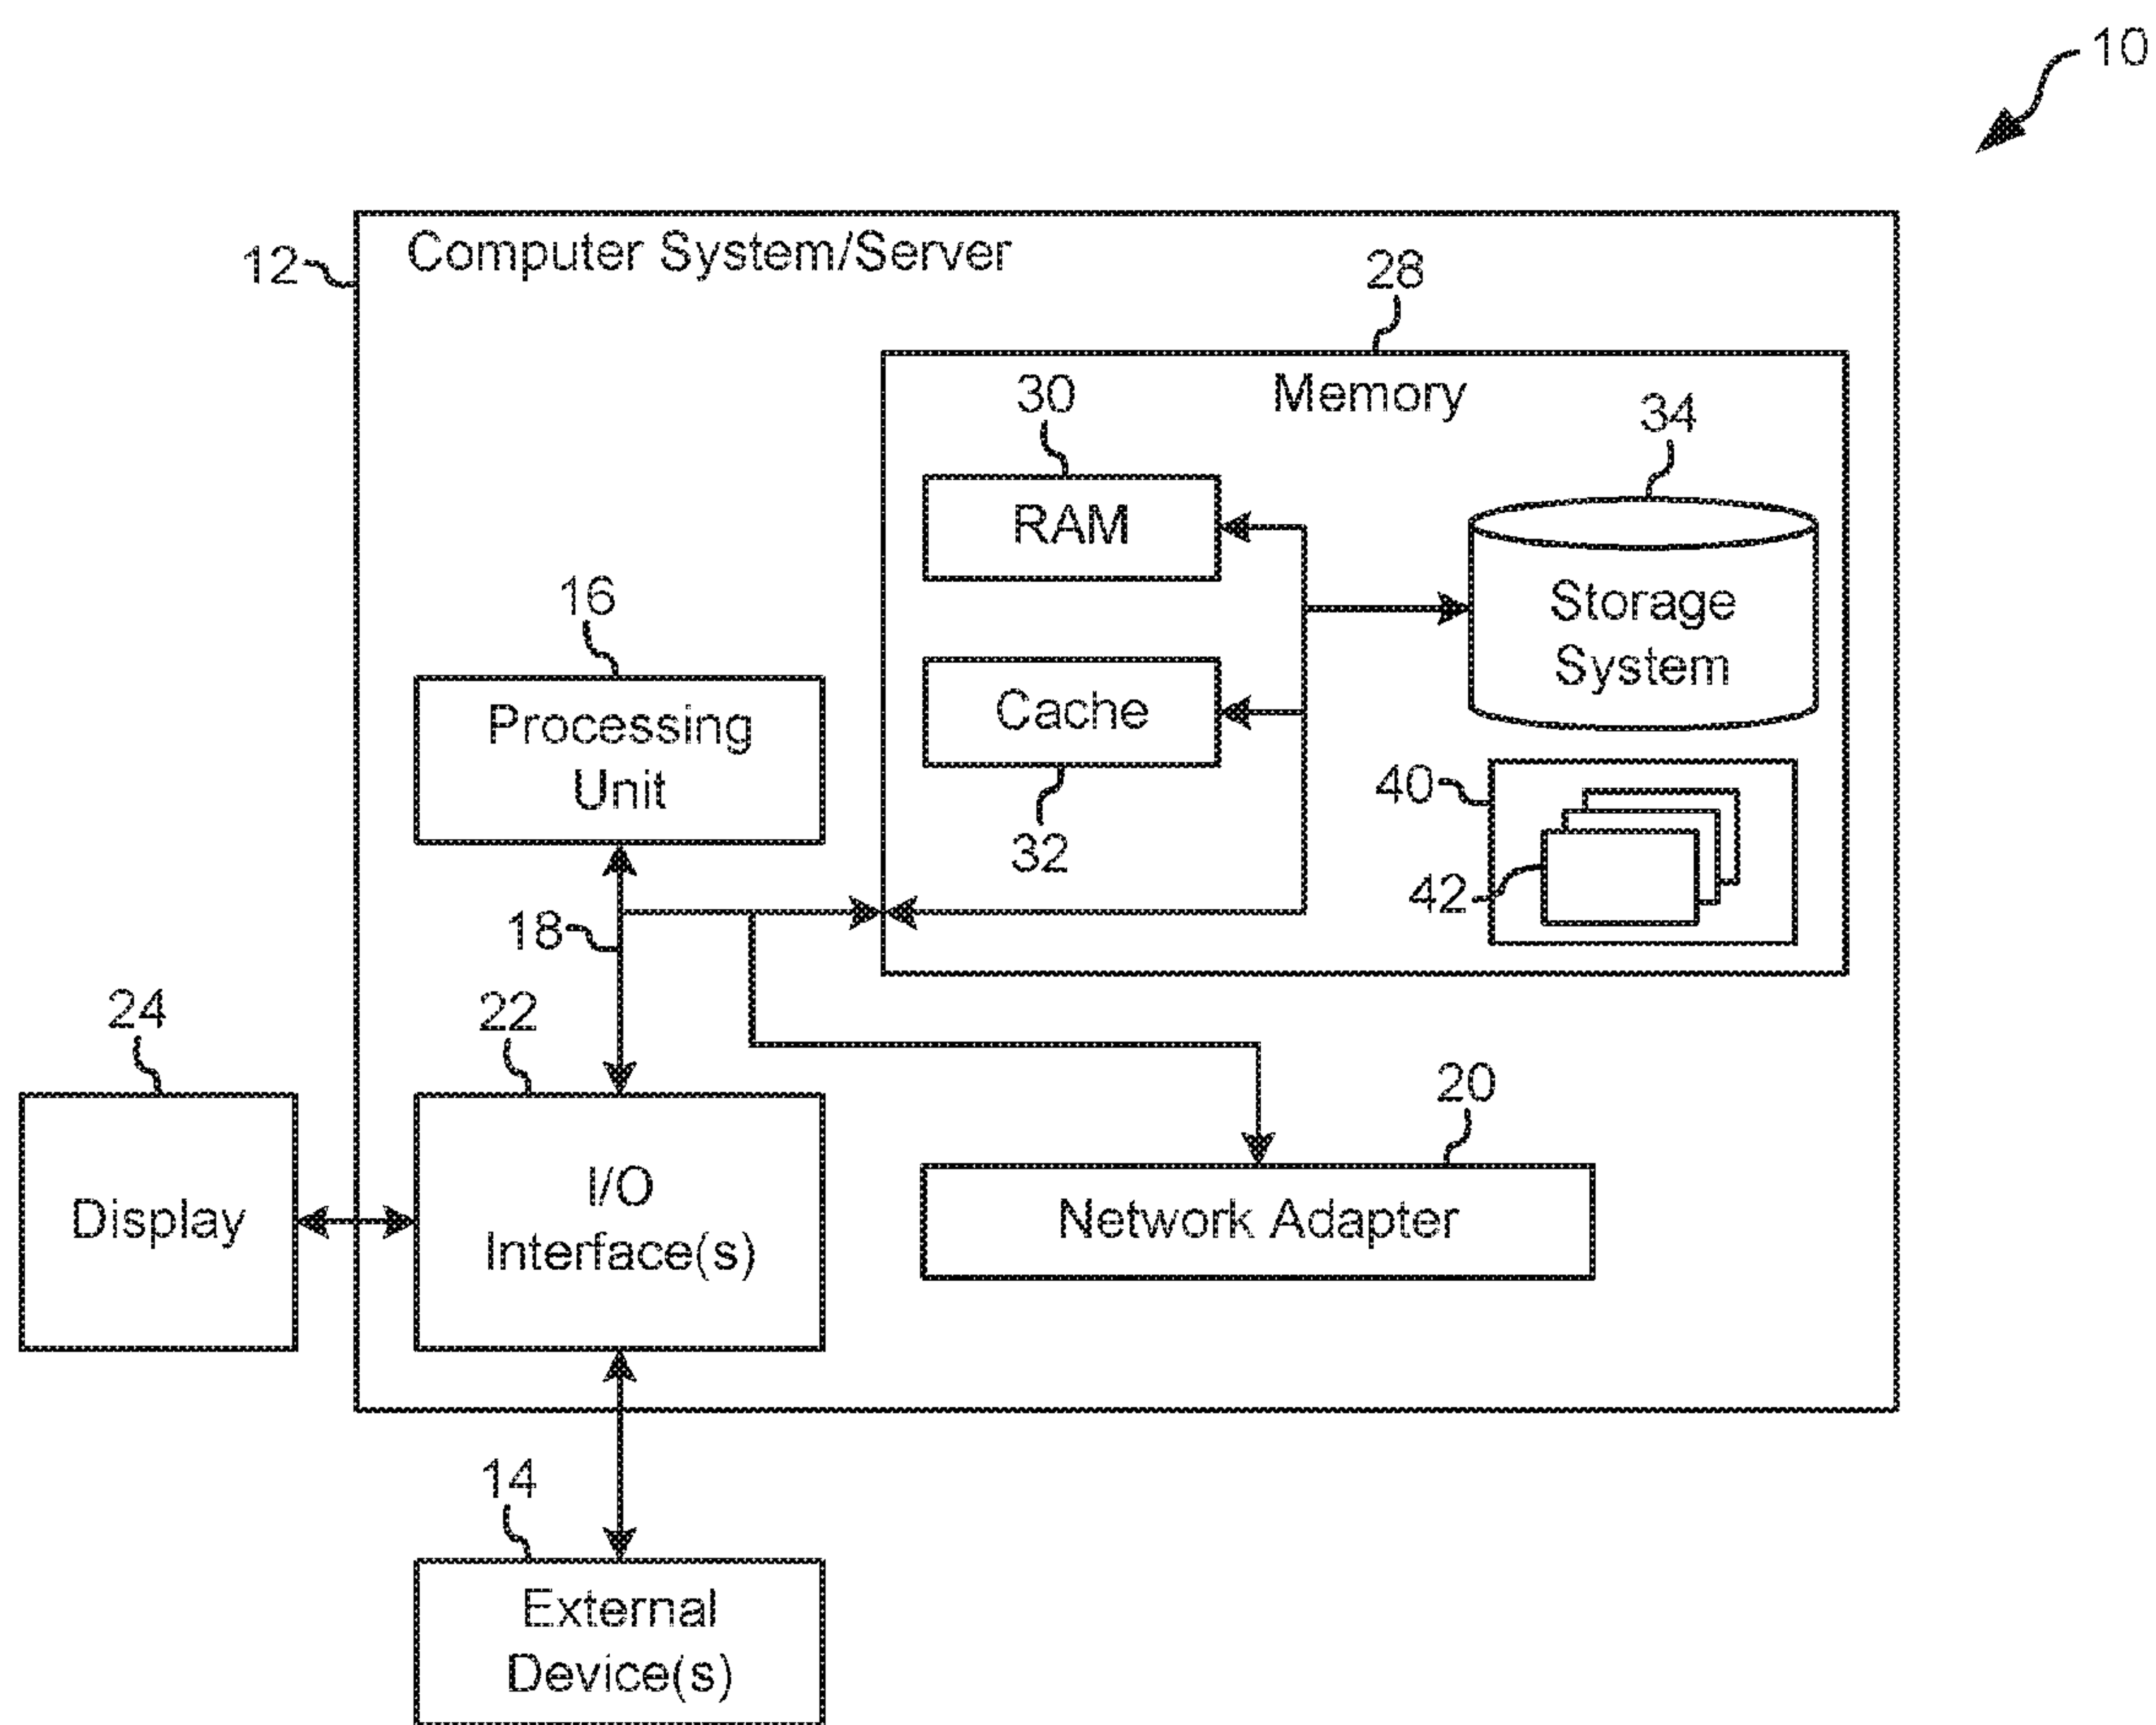 10
12
Computer System/Server
28
Memory
30
34
RAM
Storage
System
16
Processing
Unit
Cache
32
40
42
18
24
22
20
Display
I/O
Interface(s)
Network Adapter
14
External
Device(s)